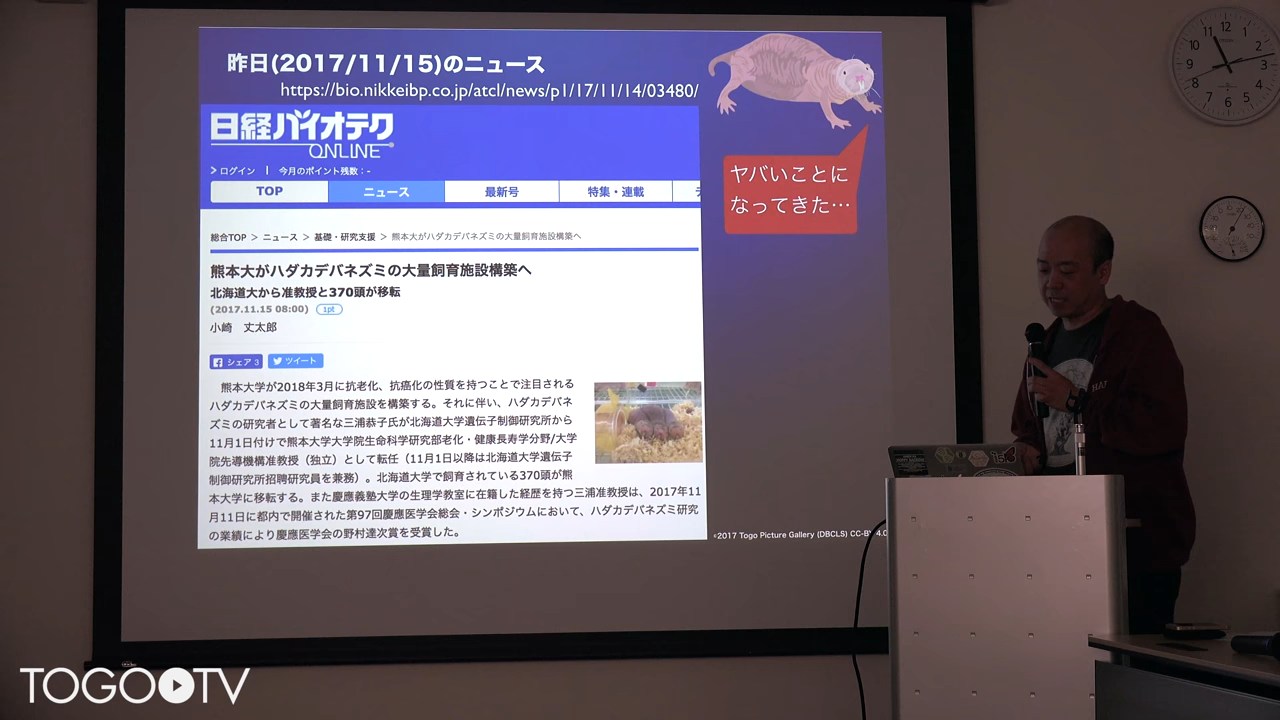 昨日(2017/11/15)のニュース
https://bio.nikkeibp.co.jp/atcl/news/p1/17/11/14/03480/
日経バイオテク
ONLINE
> ログイン | 今月のポイント残数：-
TOP ニュース 最新号 特集・連載
総合TOP > ニュース > 基礎・研究支援 > 熊本大がハダカデバネズミの大量飼育施設構築へ
熊本大がハダカデバネズミの大量飼育施設構築へ
北海道大から准教授と370頭が移転
(2017.11.15 08:00) 1pt
小崎　丈太郎
シェア 3 ツイート
熊本大学が2018年3月に抗老化、抗癌化の性質を持つことで注目される
ハダカデバネズミの大量飼育施設を構築する。それに伴い、ハダカデバネ
ズミの研究者として著名な三浦恭子氏が北海道大学遺伝子制御研究所から
11月1日付けで熊本大学大学院生命科学研究部老化・健康長寿学分野/大学
院先導機構准教授（独立）として転任（11月1日以降は北海道大学遺伝子
制御研究所招聘研究員を兼務）。北海道大学で飼育されている370頭が熊
本大学に移転する。また慶應義塾大学の生理学教室に在籍した経歴を持つ三浦准教授は、2017年11
月11日に都内で開催された第97回慶應医学会総会・シンポジウムにおいて、ハダカデバネズミ研究
の業績により慶應医学会の野村達次賞を受賞した。
ヤバいことに
なってきた…
©2017 Togo Picture Gallery (DBCLS) CC-BY 4.0
12 1 2 3 4 5 6 7 8 9 10 11
TOGO TV